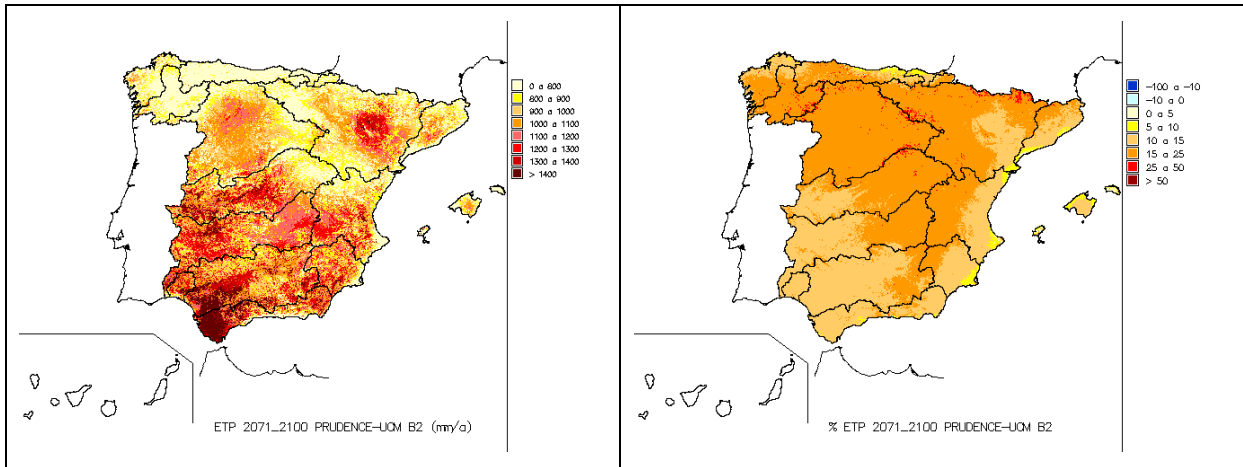 0 a 800
800 a 900
900 a 1000
1000 a 1100
1100 a 1200
1200 a 1300
1300 a 1400
> 1400
ETP 2071_2100 PRUDENCE-UCM B2 (mm/a)
-100 a -10
-10 a 0
0 a 5
5 a 10
10 a 15
15 a 25
25 a 50
> 50
% ETP 2071_2100 PRUDENCE-UCM B2